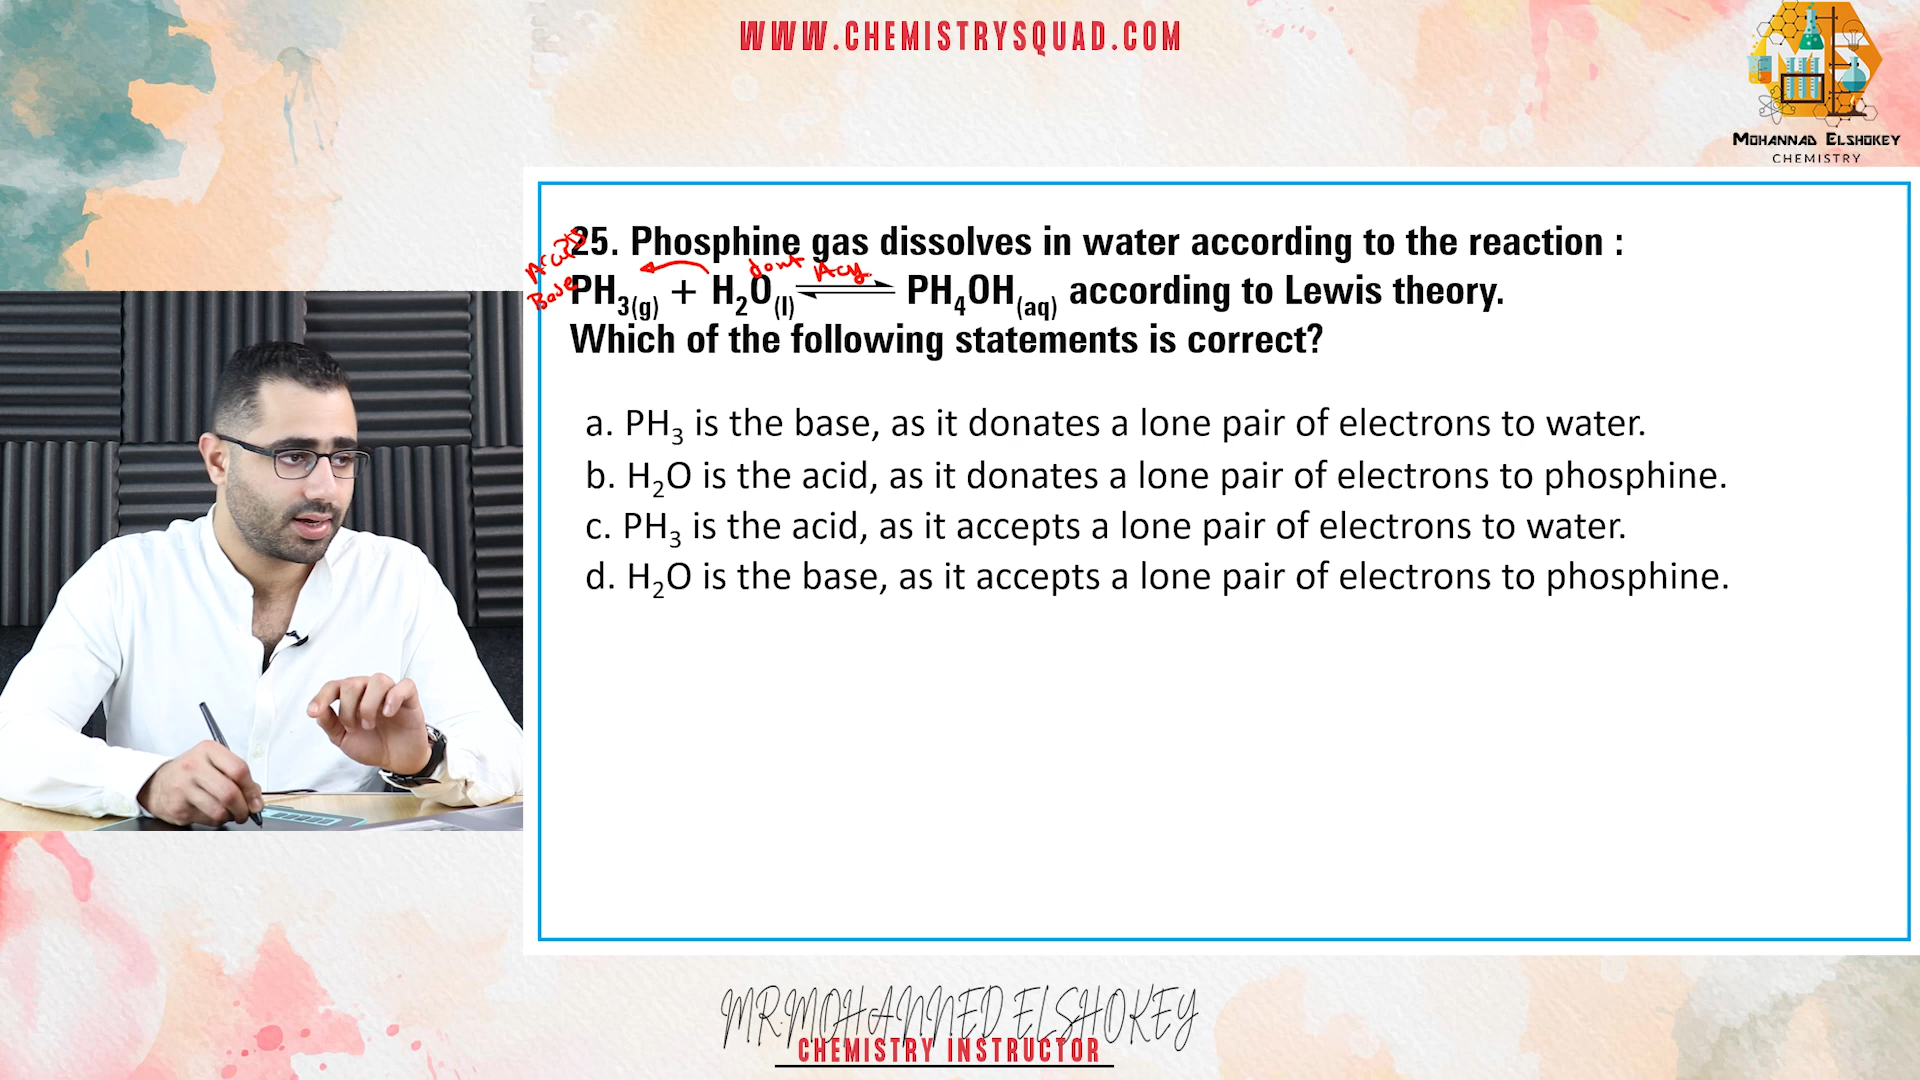 WWW.CHEMISTRYSQUAD.COM
MS
MOHANNAD ELSHOKEY
CHEMISTRY
25. Phosphine gas dissolves in water according to the reaction :
PH₃(g) + H₂O(l) ⇌ PH₄OH(aq) according to Lewis theory.
Base
Which of the following statements is correct?
a. PH₃ is the base, as it donates a lone pair of electrons to water.
b. H₂O is the acid, as it donates a lone pair of electrons to phosphine.
c. PH₃ is the acid, as it accepts a lone pair of electrons to water.
d. H₂O is the base, as it accepts a lone pair of electrons to phosphine.
MR.MOHANNED ELSHOKEY
CHEMISTRY INSTRUCTOR